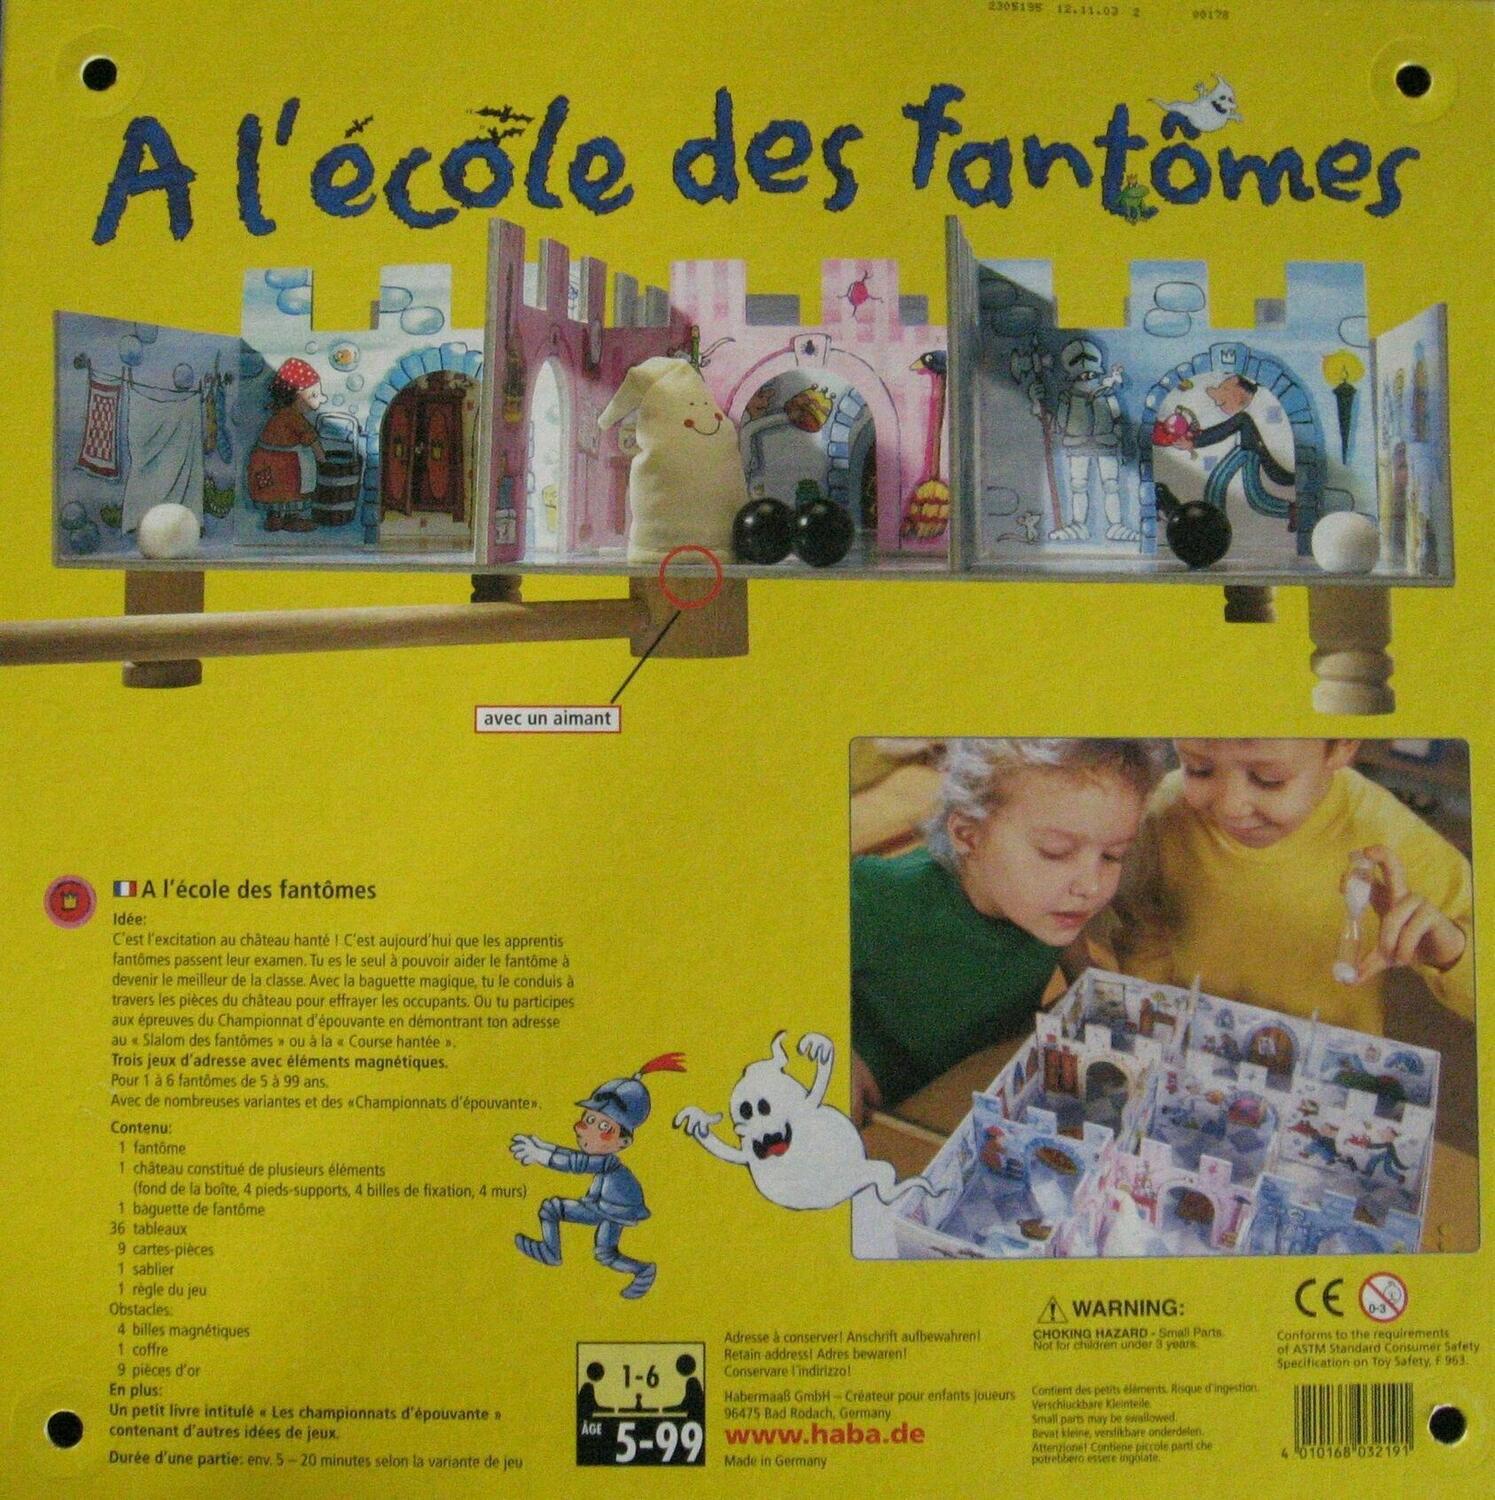 2305195 12.11.03 2 90178
A l'école des fantômes
avec un aimant
A l'école des fantômes
Idée:
C'est l'excitation au château hanté ! C'est aujourd'hui que les apprentis
fantômes passent leur examen. Tu es le seul à pouvoir aider le fantôme à
devenir le meilleur de la classe. Avec la baguette magique, tu le conduis à
travers les pièces du château pour effrayer les occupants. Ou tu participes
aux épreuves du Championnat d'épouvante en démontrant ton adresse
au « Slalom des fantômes » ou à la « Course hantée ».
Trois jeux d'adresse avec éléments magnétiques.
Pour 1 à 6 fantômes de 5 à 99 ans.
Avec de nombreuses variantes et des «Championnats d'épouvante».
Contenu:
1 fantôme
1 château constitué de plusieurs éléments
(fond de la boîte, 4 pieds-supports, 4 billes de fixation, 4 murs)
1 baguette de fantôme
36 tableaux
9 cartes-pièces
1 sablier
1 règle du jeu
Obstacles:
4 billes magnétiques
1 coffre
9 pièces d'or
En plus:
Un petit livre intitulé « Les championnats d'épouvante »
contenant d'autres idées de jeux.
Durée d'une partie: env. 5 – 20 minutes selon la variante de jeu
1-6
ÂGE 5-99
Adresse à conserver! Anschrift aufbewahren!
Retain address! Adres bewaren!
Conservare l'indirizzo!
Habermaaß GmbH – Créateur pour enfants joueurs
96475 Bad Rodach, Germany
www.haba.de
Made in Germany
WARNING:
CHOKING HAZARD - Small Parts.
Not for children under 3 years.
Contient des petits éléments. Risque d'ingestion.
Verschluckbare Kleinteile.
Small parts may be swallowed.
Bevat kleine, verslikbare onderdelen.
Attenzione! Contiene piccole parti che
potrebbero essere ingoiate.
CE
0-3
Conforms to the requirements
of ASTM Standard Consumer Safety
Specification on Toy Safety, F 963.
4 010168 032191